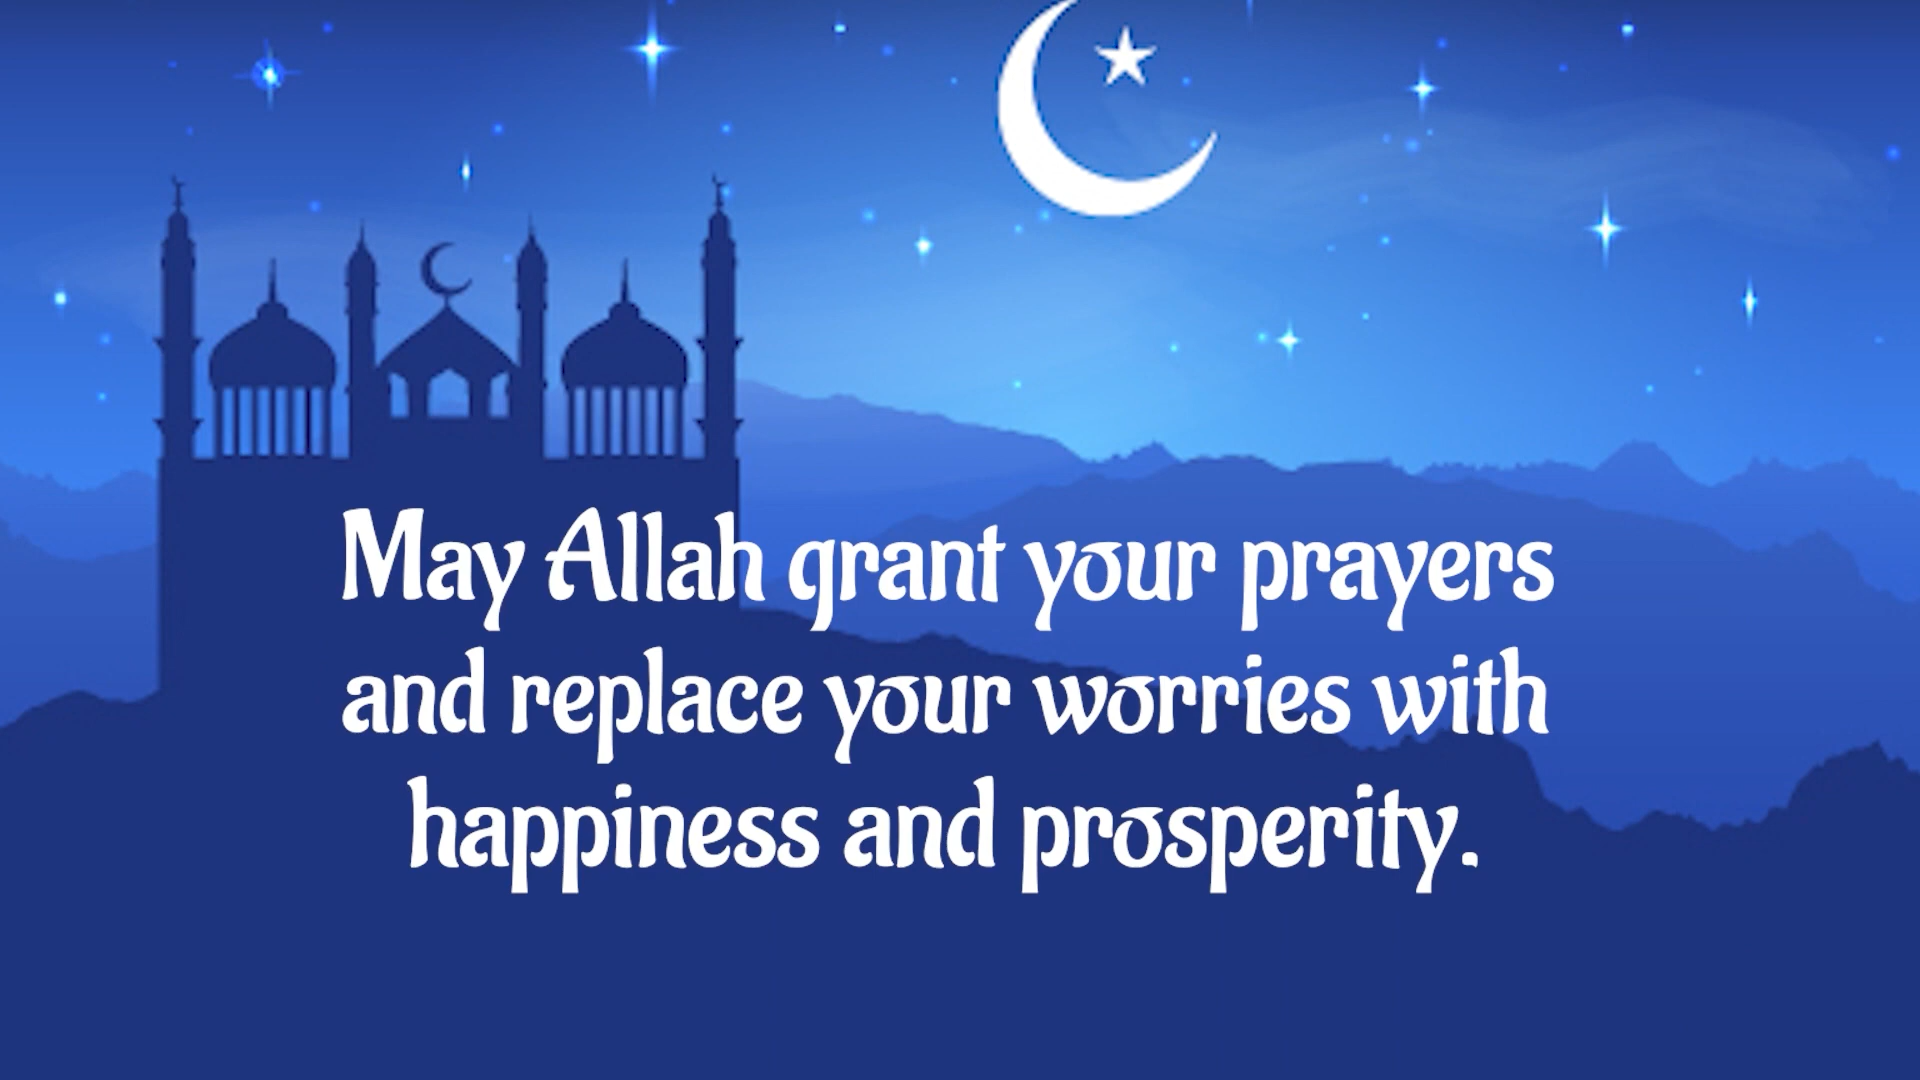 May Allah grant your prayers
and replace your worries with
happiness and prosperity.